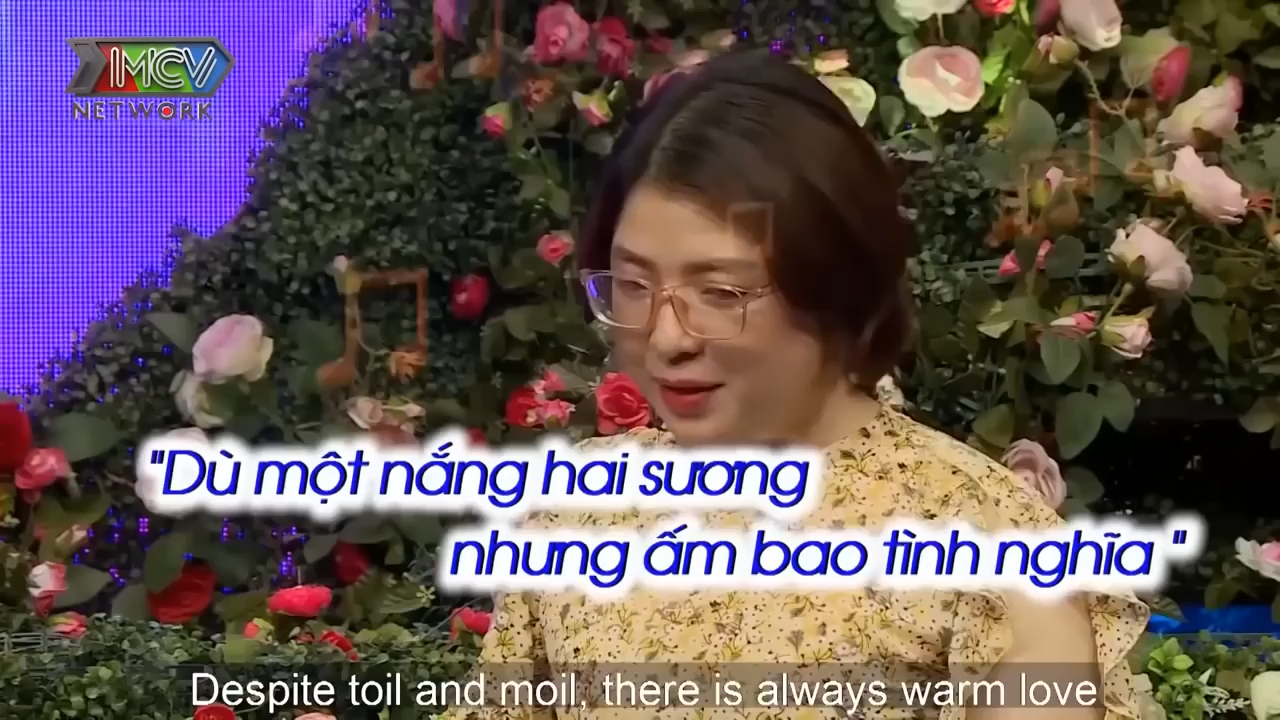 MCV
NETWORK
"Dù một nắng hai sương
nhưng ấm bao tình nghĩa "
Despite toil and moil, there is always warm love